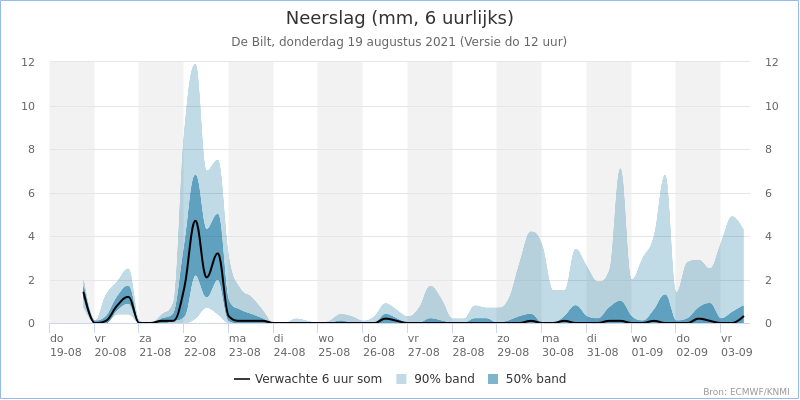 Neerslag (mm, 6 uurlijks)
De Bilt, donderdag 19 augustus 2021 (Versie do 12 uur)
12 12
10 10
8 8
6 6
4 4
2 2
0 0
do vr za zo ma di wo do vr za zo ma di wo do vr
19-08 20-08 21-08 22-08 23-08 24-08 25-08 26-08 27-08 28-08 29-08 30-08 31-08 01-09 02-09 03-09
Verwachte 6 uur som 90% band 50% band
Bron: ECMWF/KNMI